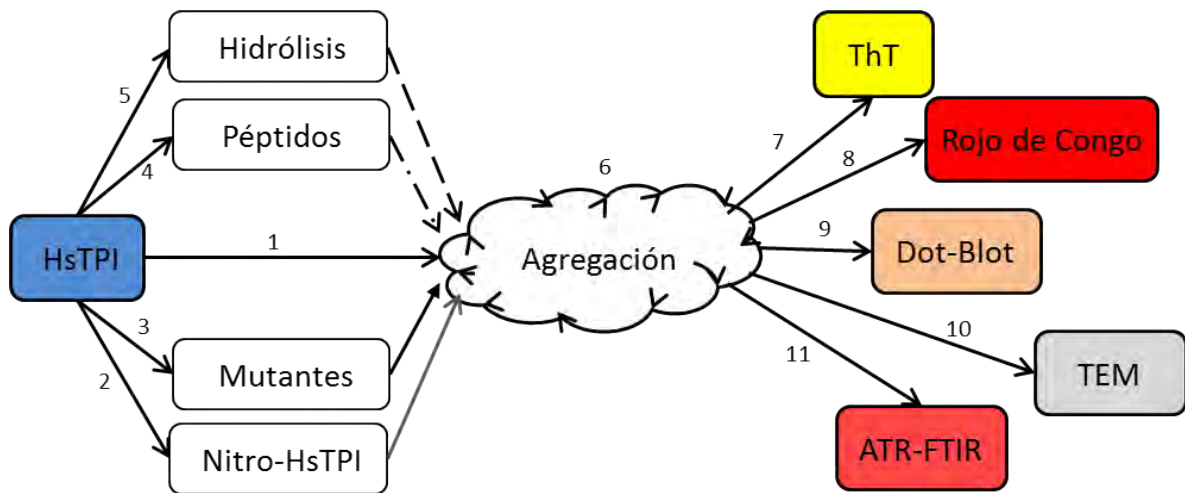 Hidrólisis
ThT
5
Péptidos
7
Rojo de Congo
4
8
6
HsTPI
1
Agregación
9
Dot-Blot
3
10
2
Mutantes
11
TEM
Nitro-HsTPI
ATR-FTIR